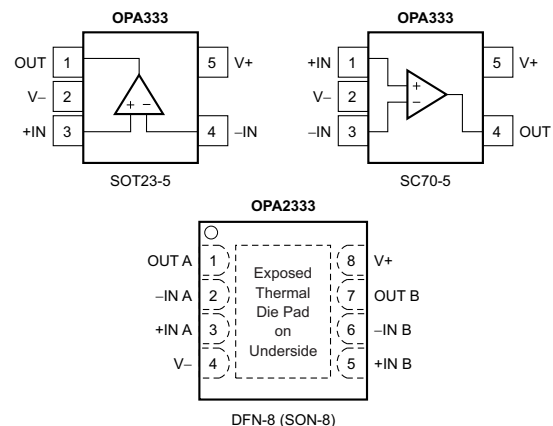 OPA333
OUT 1 5 V+
V– 2
+IN 3 + – 4 –IN
SOT23-5
OPA333
+IN 1 5 V+
V– 2 +
–
–IN 3 4 OUT
SC70-5
OPA2333
OUT A 1 8 V+
–IN A 2 7 OUT B
+IN A 3 6 –IN B
V– 4 5 +IN B
Exposed
Thermal
Die Pad
on
Underside
DFN-8 (SON-8)